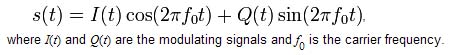 s(t) = I(t) cos(2πf₀t) + Q(t) sin(2πf₀t),
where I(t) and Q(t) are the modulating signals and f₀ is the carrier frequency.